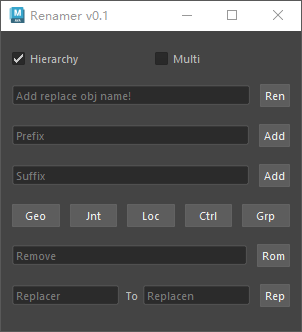 Renamer v0.1
Hierarchy Multi
Add replace obj name! Ren
Prefix Add
Suffix Add
Geo Jnt Loc Ctrl Grp
Remove Rom
Replacer To Replacen Rep